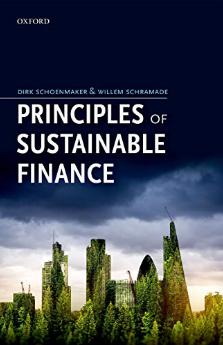 OXFORD
DIRK SCHOENMAKER & WILLEM SCHRAMADE
PRINCIPLES OF
SUSTAINABLE
FINANCE